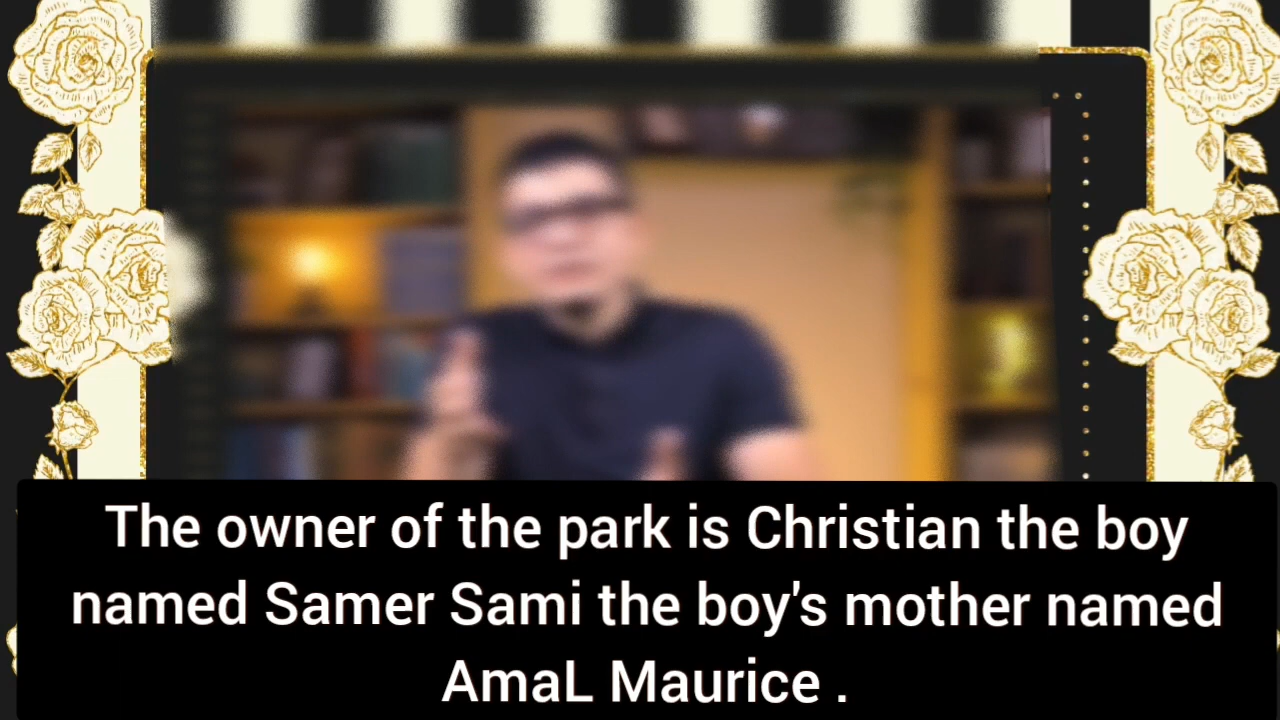 The owner of the park is Christian the boy
named Samer Sami the boy's mother named
AmaL Maurice .